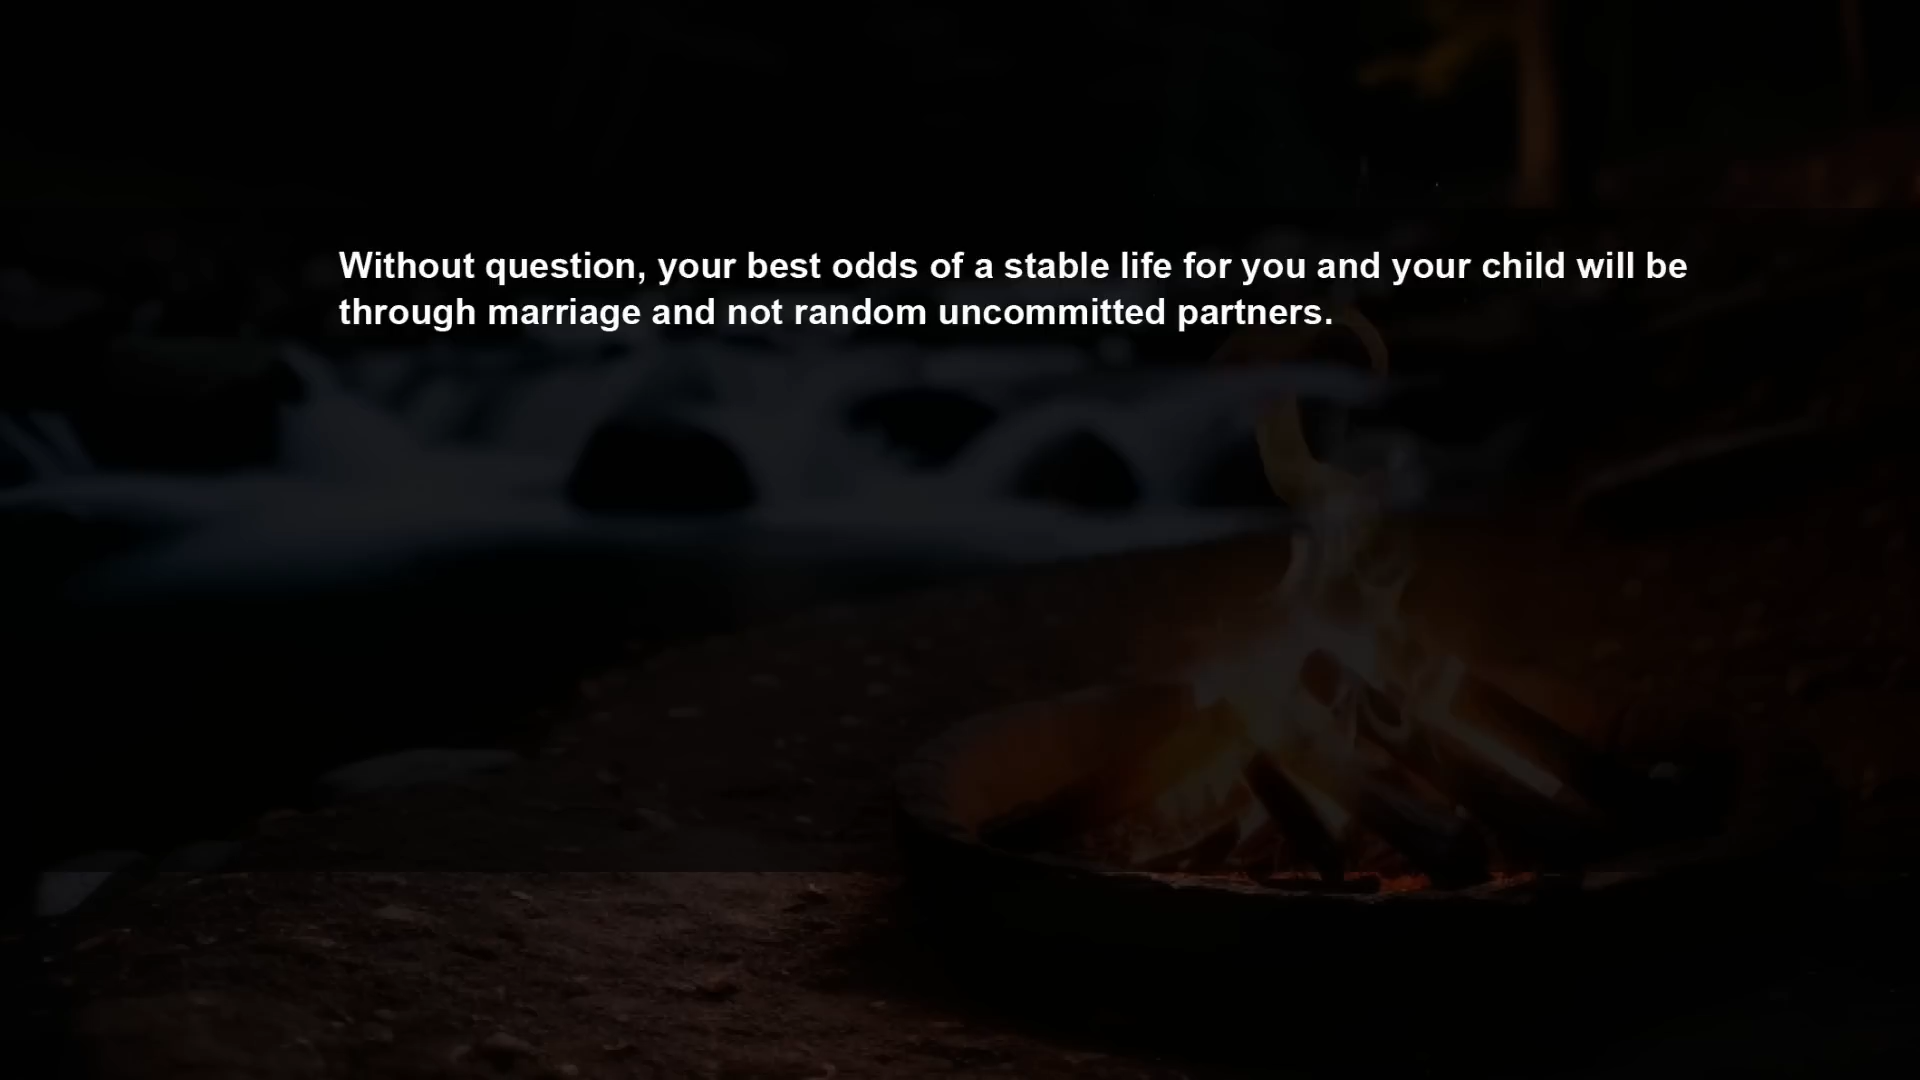 Without question, your best odds of a stable life for you and your child will be
through marriage and not random uncommitted partners.